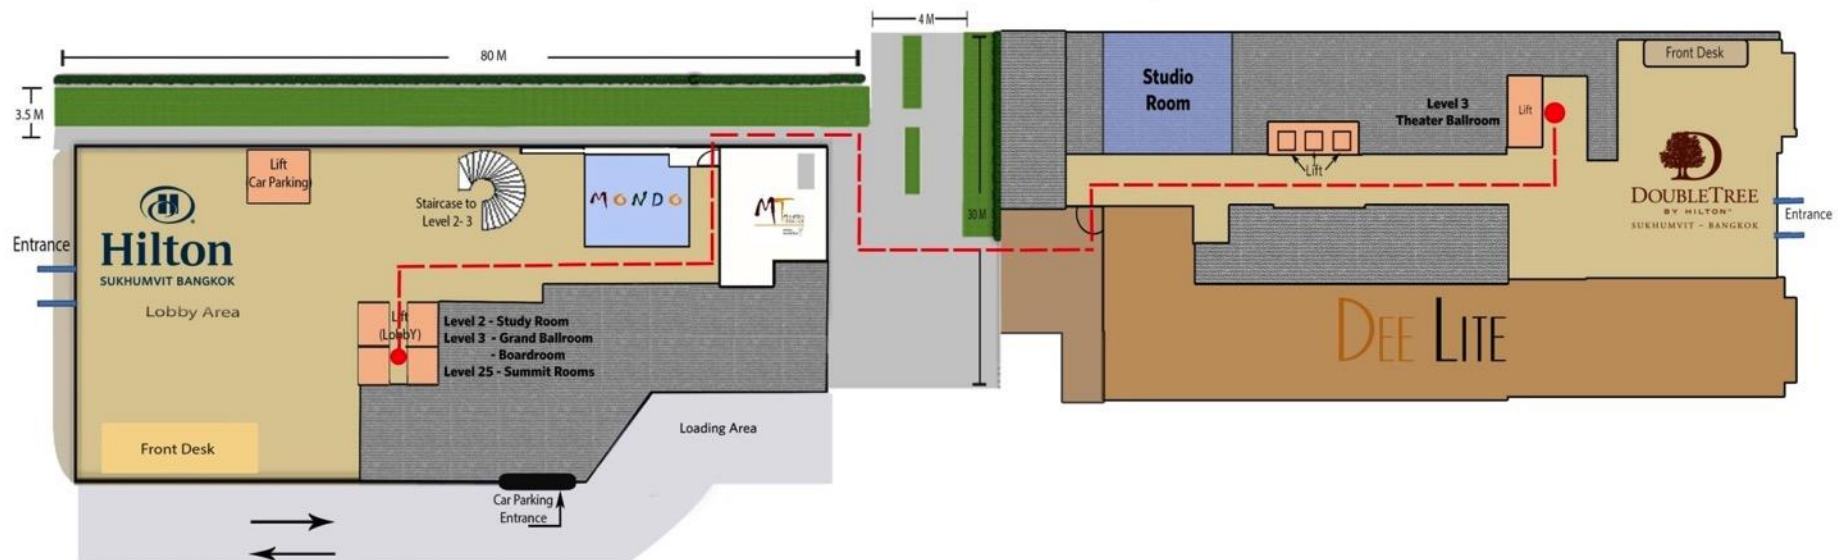 4 M
80 M
3.5 M
30 M
Lift
(Car Parking)
Staircase to
Level 2- 3
MONDO
MT
Entrance
Hilton
SUKHUMVIT BANGKOK
Lobby Area
Lift
(LobbY)
Level 2 - Study Room
Level 3 - Grand Ballroom
- Boardroom
Level 25 - Summit Rooms
Front Desk
Loading Area
Car Parking
Entrance
Studio
Room
Lift
Level 3
Theater Ballroom
Lift
Front Desk
D
DOUBLETREE
BY HILTON™
SUKHUMVIT - BANGKOK
Entrance
DEE LITE